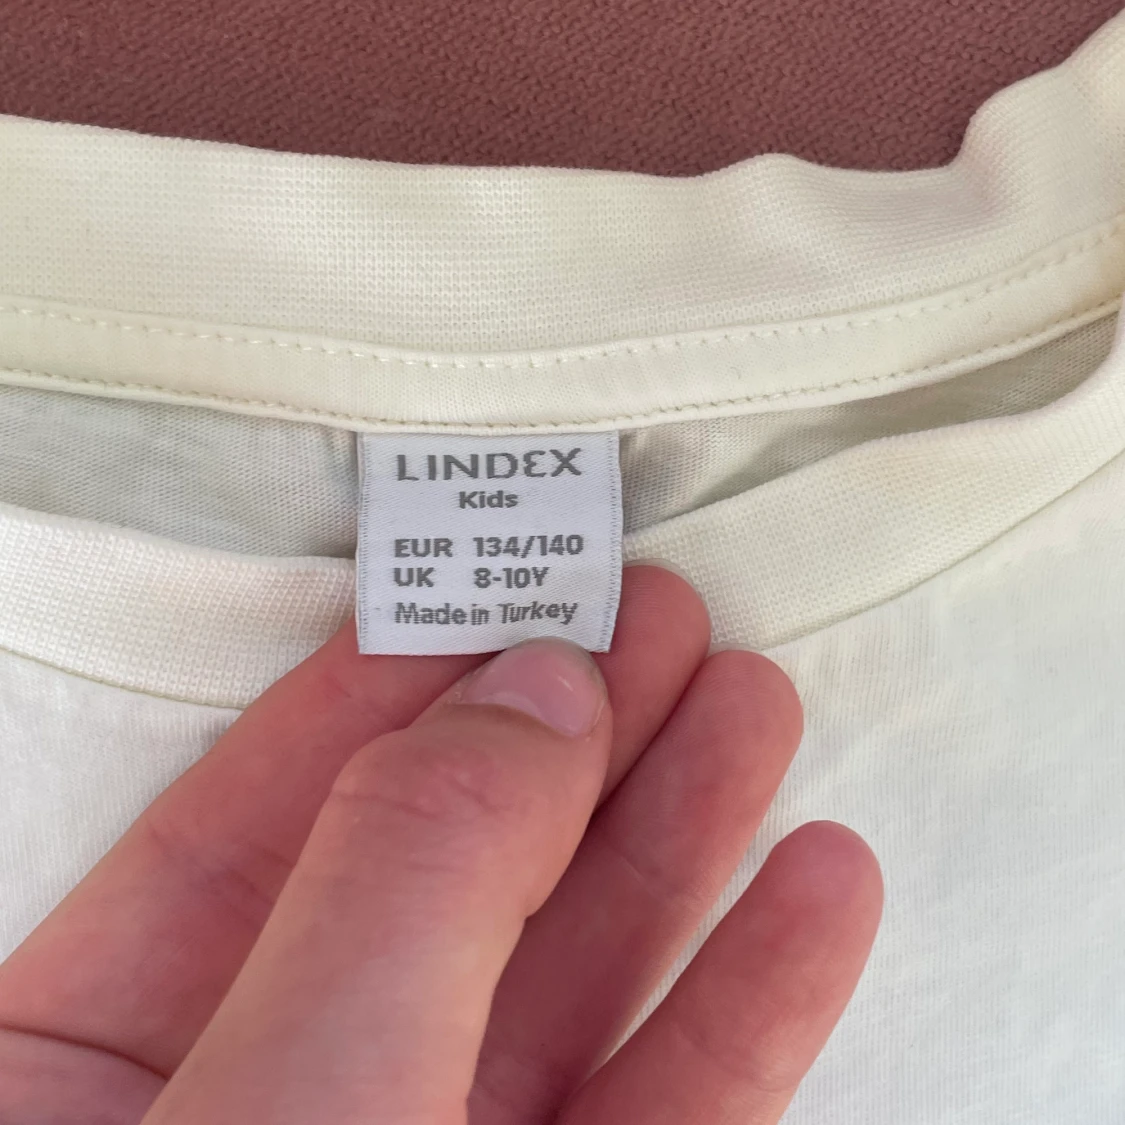 LINDEX
Kids
EUR 134/140
UK 8-10Y
Made in Turkey